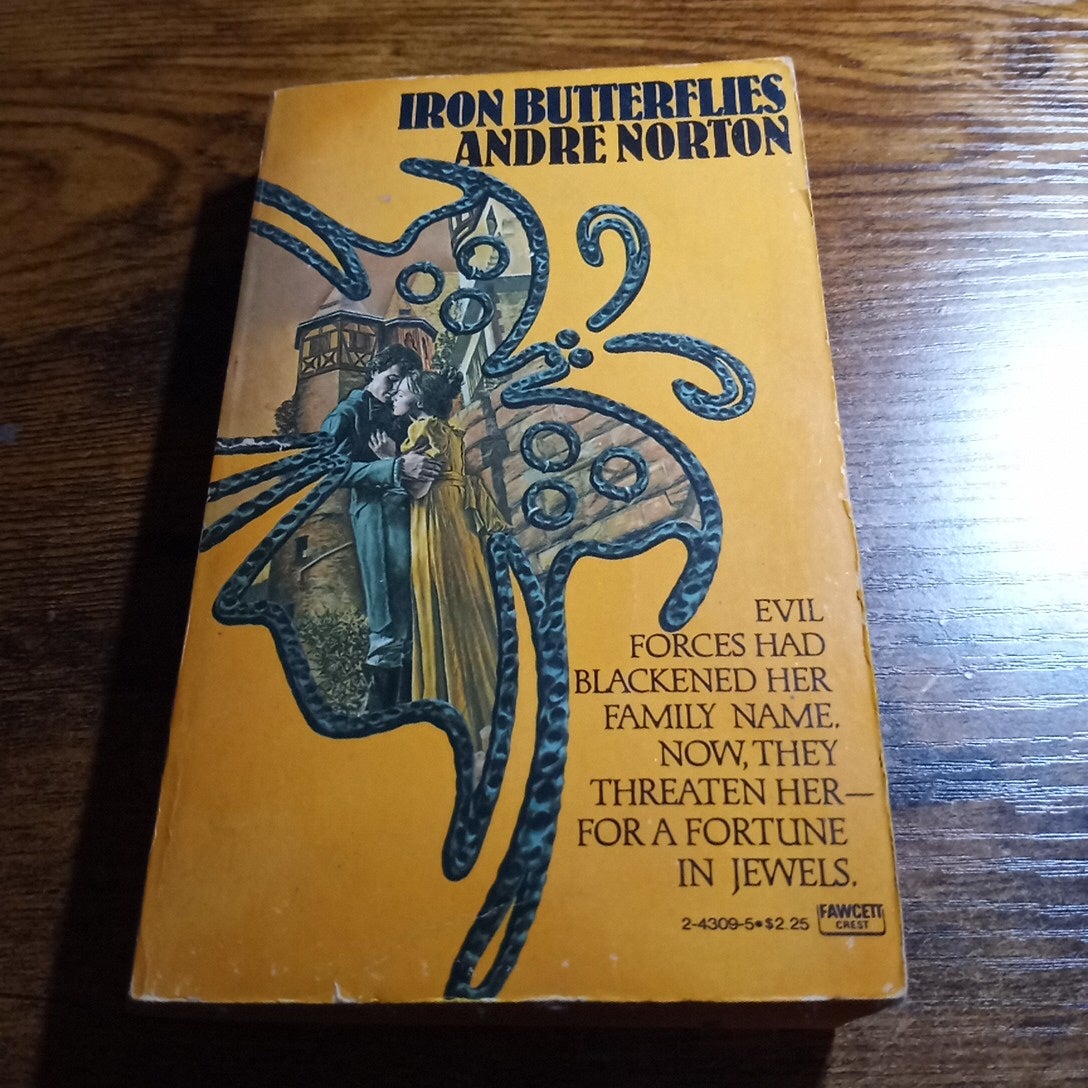 IRON BUTTERFLIES
ANDRE NORTON
EVIL
FORCES HAD
BLACKENED HER
FAMILY NAME.
NOW, THEY
THREATEN HER—
FOR A FORTUNE
IN JEWELS.
2-4309-5•$2.25
FAWCETT
CREST